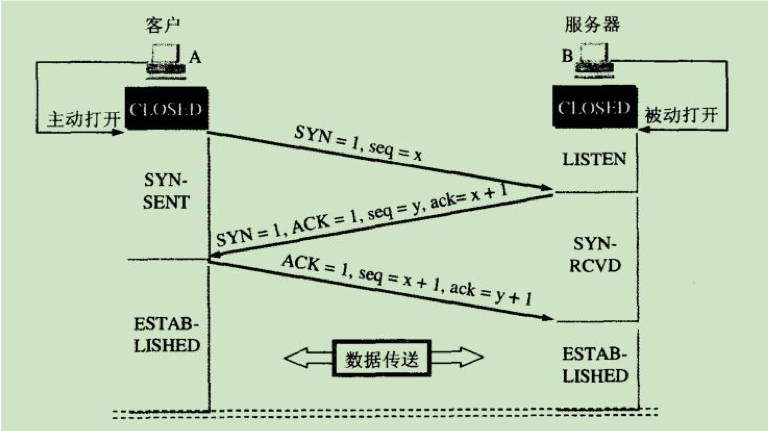 客户
服务器
A
B
CLOSED
CLOSED
主动打开
被动打开
SYN = 1, seq = x
LISTEN
SYN-
SENT
SYN = 1, ACK = 1, seq = y, ack= x + 1
SYN-
RCVD
ACK = 1, seq = x + 1, ack = y + 1
ESTAB-
LISHED
数据传送
ESTAB-
LISHED